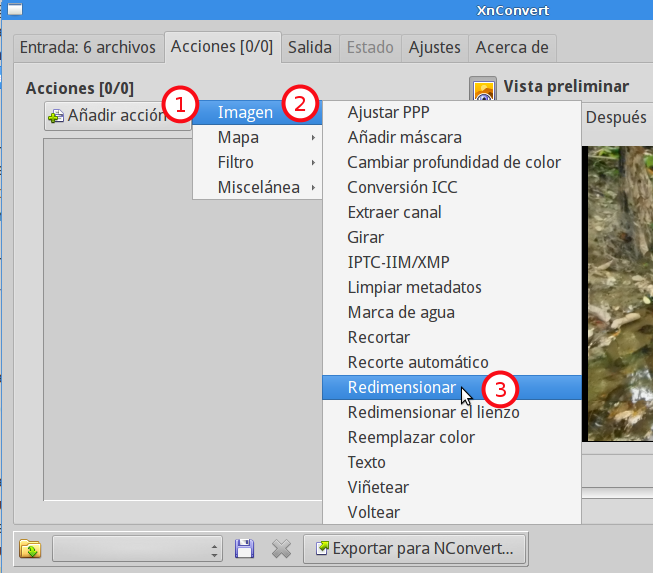 XnConvert
Entrada: 6 archivos
Acciones [0/0]
Salida
Estado
Ajustes
Acerca de
Acciones [0/0]
Vista preliminar
Añadir acción
1
Imagen
2
Mapa
Filtro
Miscelánea
Ajustar PPP
Añadir máscara
Cambiar profundidad de color
Conversión ICC
Extraer canal
Girar
IPTC-IIM/XMP
Limpiar metadatos
Marca de agua
Recortar
Recorte automático
Redimensionar
3
Redimensionar el lienzo
Reemplazar color
Texto
Viñetear
Voltear
Después
Exportar para NConvert...